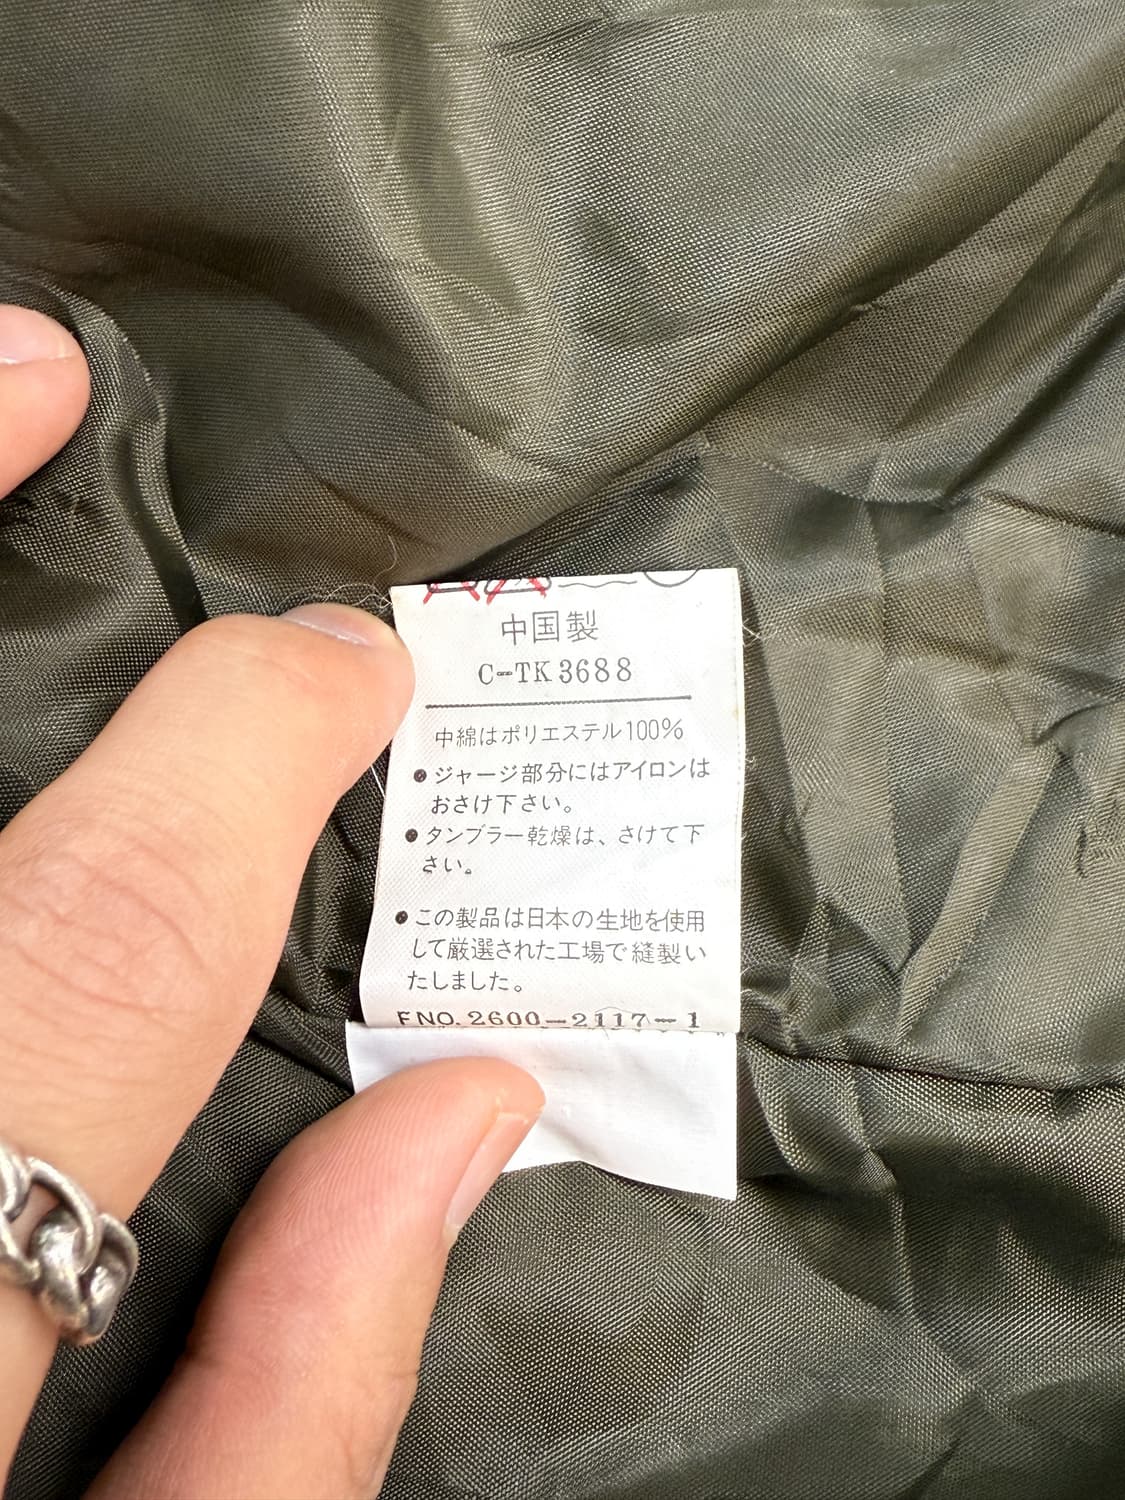 中国製
C-TK3688
中綿はポリエステル100%
●ジャージ部分にはアイロンは
おさけ下さい。
●タンブラー乾燥は、さけて下
さい。
●この製品は日本の生地を使用
して厳選された工場で縫製い
たしました。
F.NO.2600-2117-1